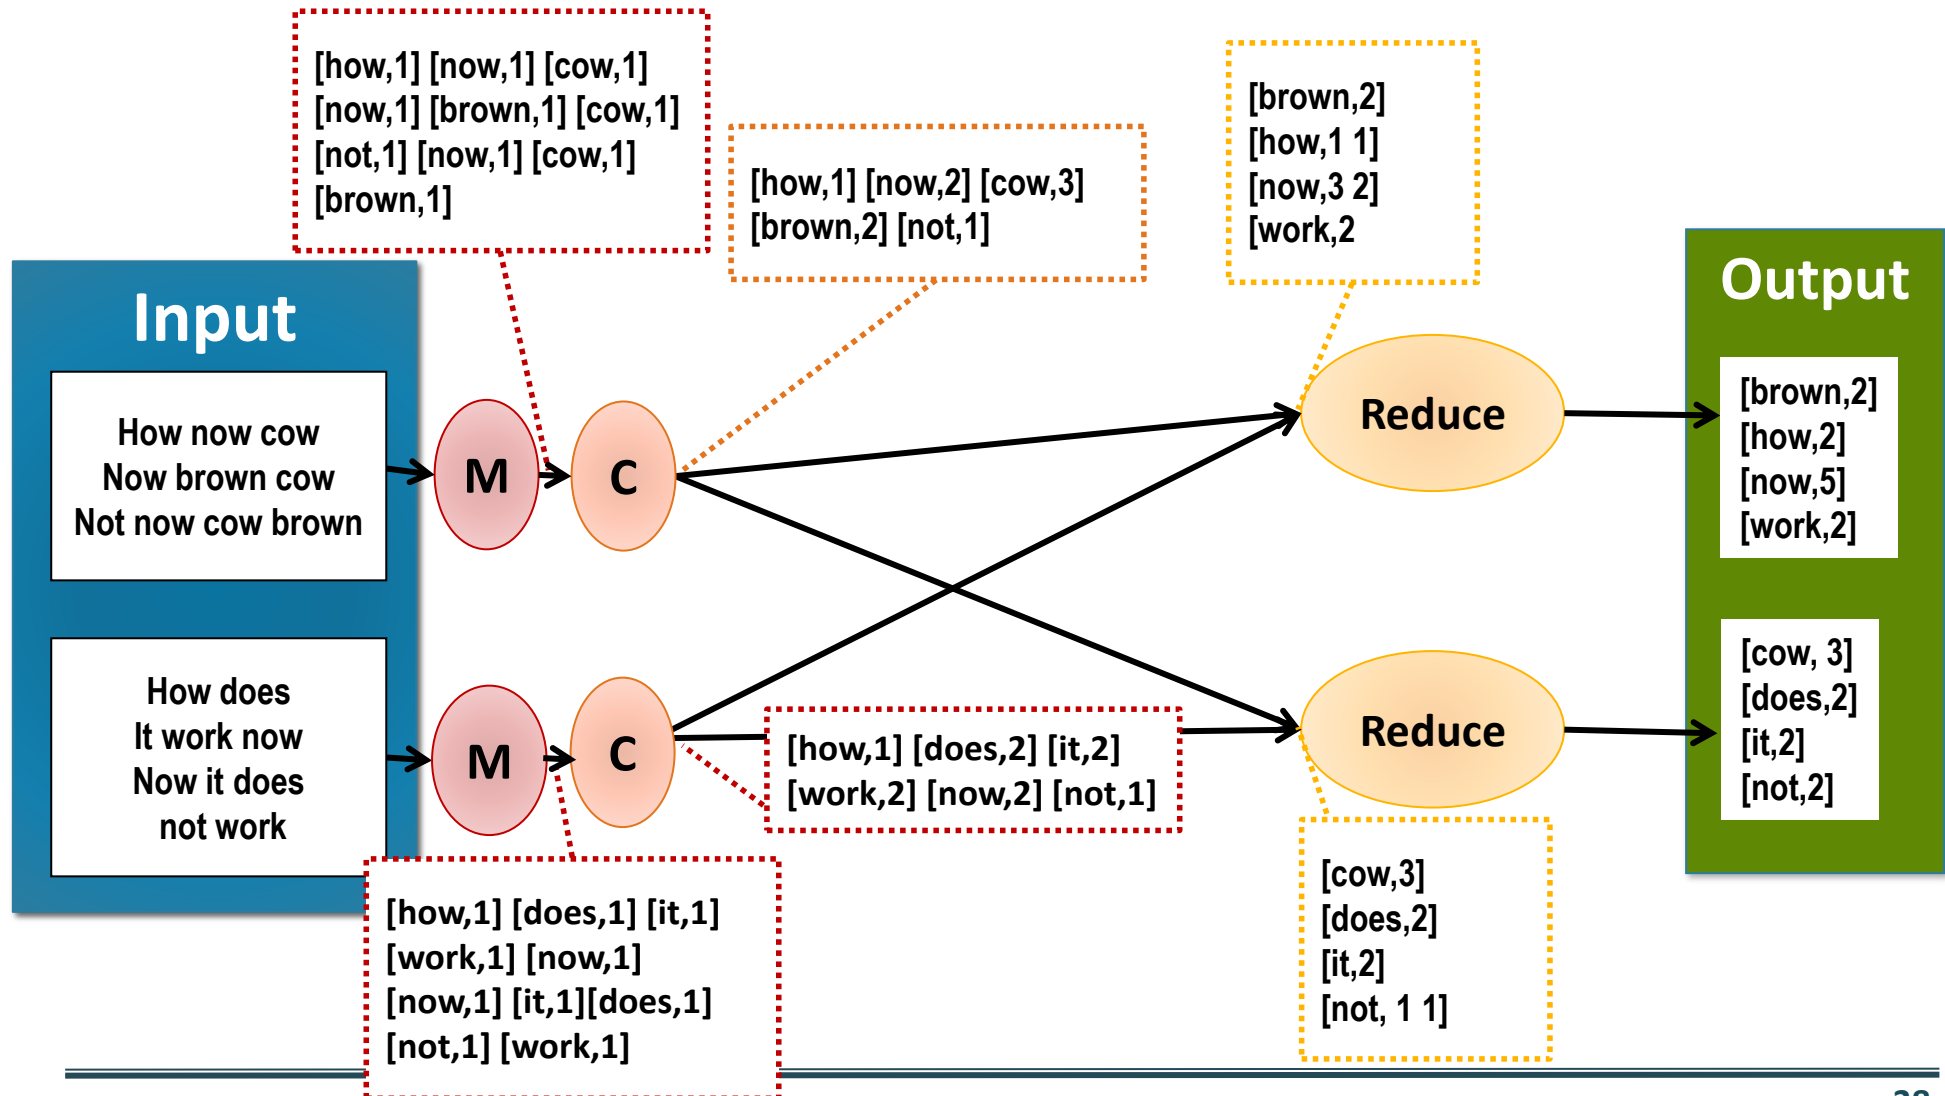 [how,1] [now,1] [cow,1]
[now,1] [brown,1] [cow,1]
[not,1] [now,1] [cow,1]
[brown,1]
[how,1] [now,2] [cow,3]
[brown,2] [not,1]
[brown,2]
[how,1 1]
[now,3 2]
[work,2
Input
How now cow
Now brown cow
Not now cow brown
M
C
Reduce
Output
[brown,2]
[how,2]
[now,5]
[work,2]
How does
It work now
Now it does
not work
M
C
[how,1] [does,2] [it,2]
[work,2] [now,2] [not,1]
Reduce
[cow, 3]
[does,2]
[it,2]
[not,2]
[how,1] [does,1] [it,1]
[work,1] [now,1]
[now,1] [it,1][does,1]
[not,1] [work,1]
[cow,3]
[does,2]
[it,2]
[not, 1 1]